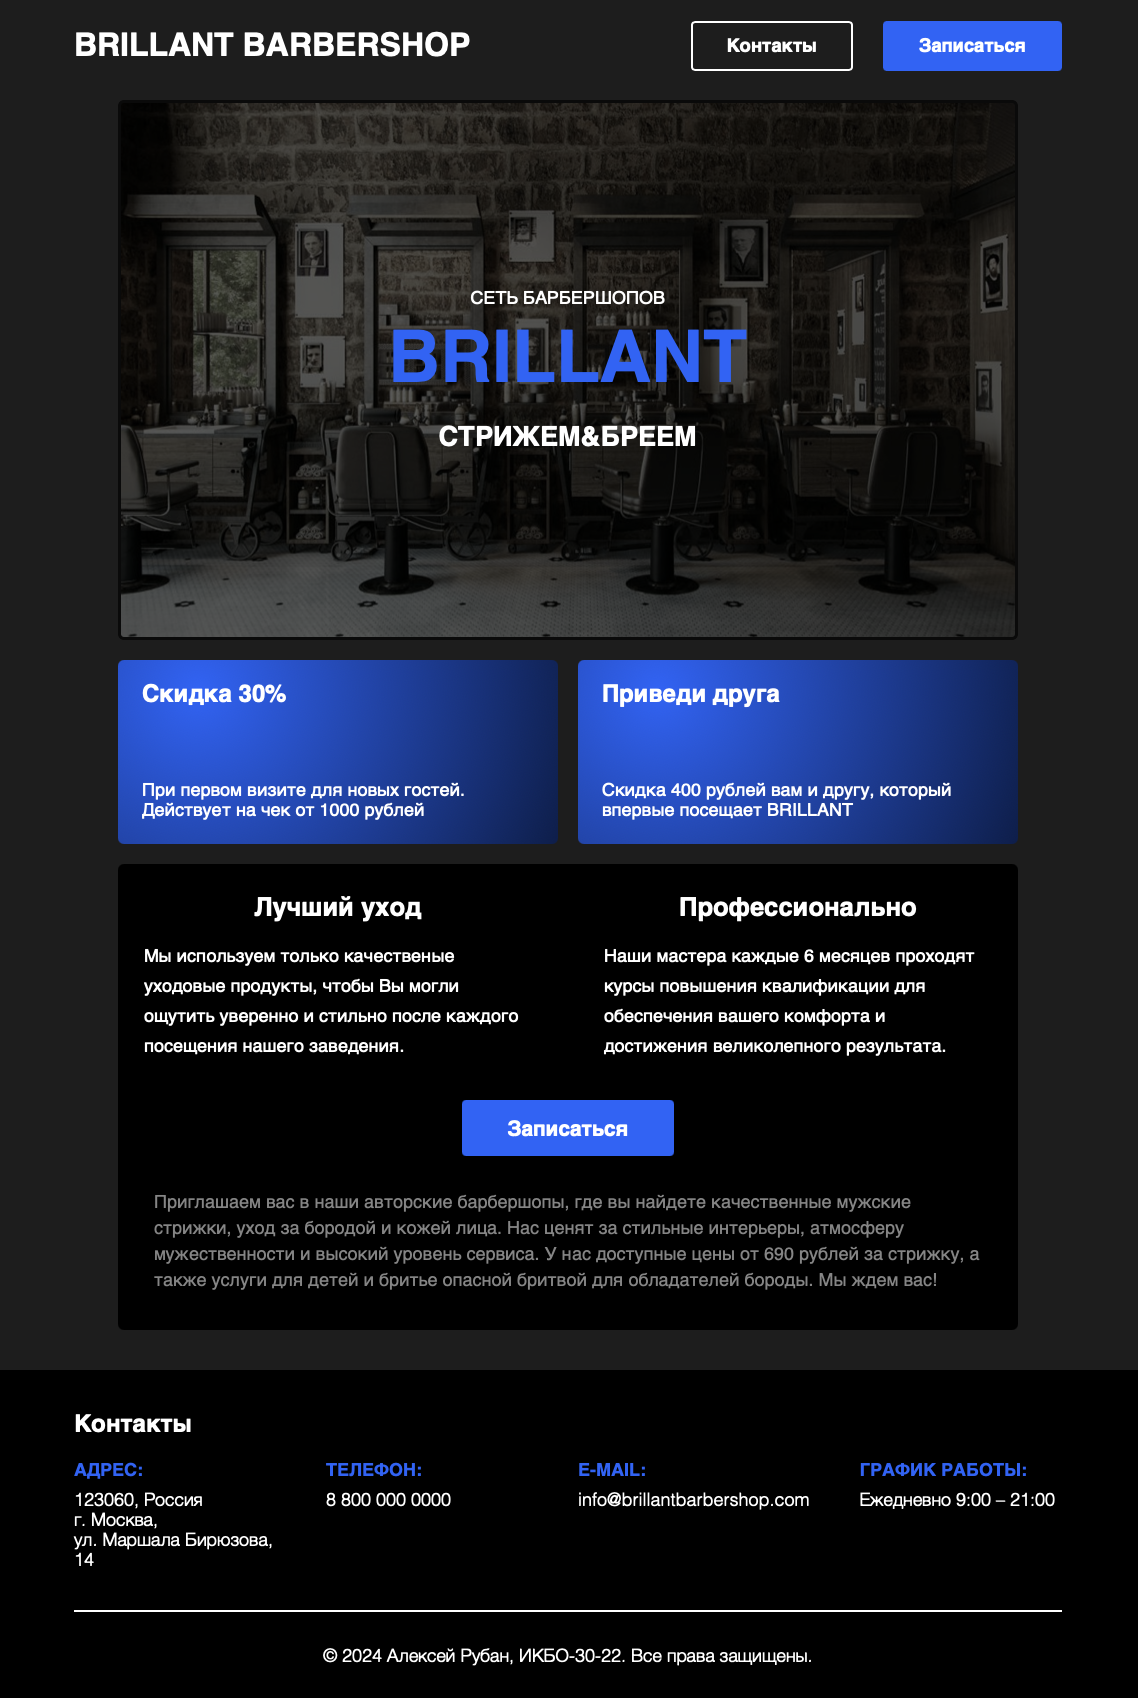 BRILLANT BARBERSHOP
Контакты
Записаться
СЕТЬ БАРБЕРШОПОВ
BRILLANT
СТРИЖЕМ&БРЕЕМ
Скидка 30%
При первом визите для новых гостей.
Действует на чек от 1000 рублей
Приведи друга
Скидка 400 рублей вам и другу, который
впервые посещает BRILLANT
Лучший уход
Мы используем только качественые
уходовые продукты, чтобы Вы могли
ощутить уверенно и стильно после каждого
посещения нашего заведения.
Профессионально
Наши мастера каждые 6 месяцев проходят
курсы повышения квалификации для
обеспечения вашего комфорта и
достижения великолепного результата.
Записаться
Приглашаем вас в наши авторские барбершопы, где вы найдете качественные мужские
стрижки, уход за бородой и кожей лица. Нас ценят за стильные интерьеры, атмосферу
мужественности и высокий уровень сервиса. У нас доступные цены от 690 рублей за стрижку, а
также услуги для детей и бритье опасной бритвой для обладателей бороды. Мы ждем вас!
Контакты
АДРЕС:
123060, Россия
г. Москва,
ул. Маршала Бирюзова,
14
ТЕЛЕФОН:
8 800 000 0000
E-MAIL:
info@brillantbarbershop.com
ГРАФИК РАБОТЫ:
Ежедневно 9:00 – 21:00
© 2024 Алексей Рубан, ИКБО-30-22. Все права защищены.